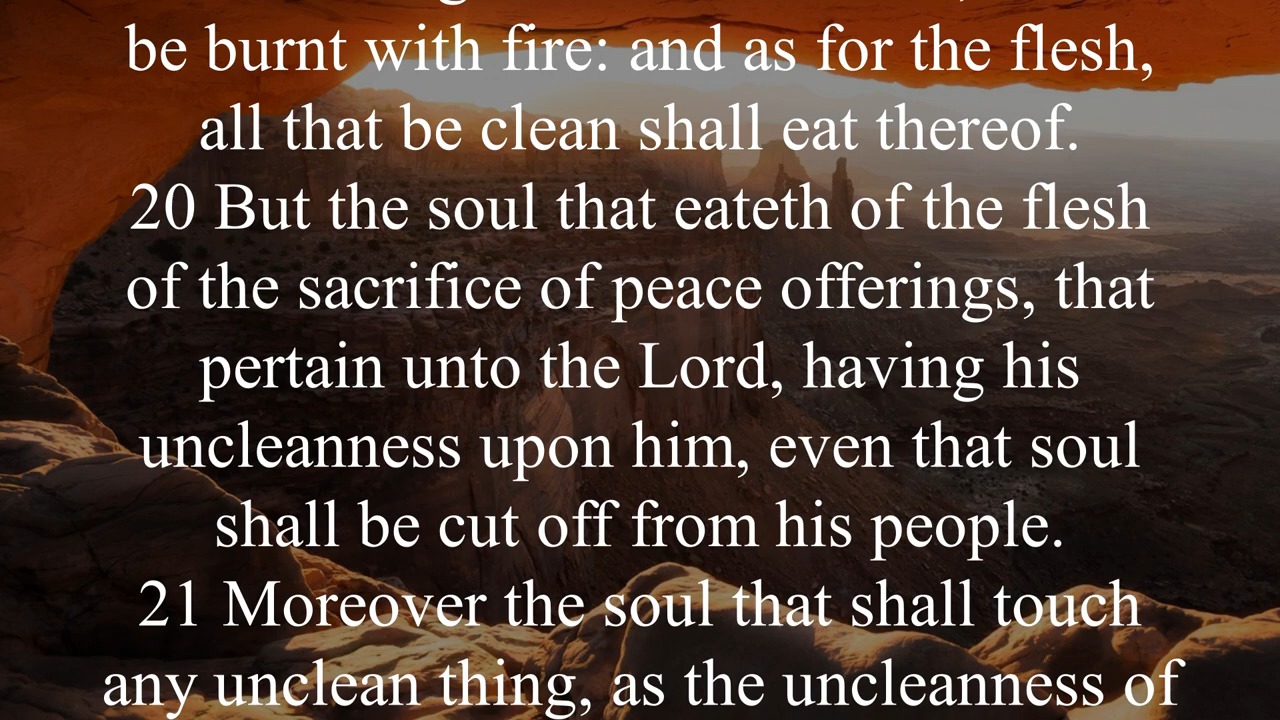 be burnt with fire: and as for the flesh,
all that be clean shall eat thereof.
20 But the soul that eateth of the flesh
of the sacrifice of peace offerings, that
pertain unto the Lord, having his
uncleanness upon him, even that soul
shall be cut off from his people.
21 Moreover the soul that shall touch
any unclean thing, as the uncleanness of